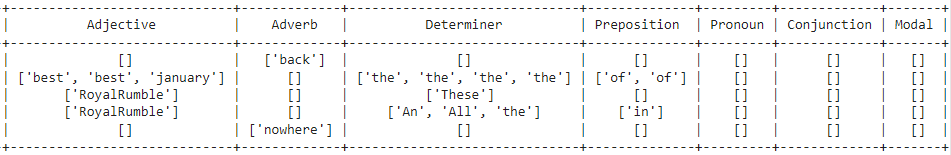 +---------------------------+-------------+------------------------------+--------------+---------+-------------+-------+
|         Adjective         |    Adverb   |          Determiner          | Preposition  | Pronoun | Conjunction | Modal |
+---------------------------+-------------+------------------------------+--------------+---------+-------------+-------+
|             []            |   ['back']  |              []              |      []      |    []   |      []     |   []  |
| ['best', 'best', 'january'] |      []     | ['the', 'the', 'the', 'the'] | ['of', 'of'] |    []   |      []     |   []  |
|      ['RoyalRumble']      |      []     |          ['These']           |      []      |    []   |      []     |   []  |
|      ['RoyalRumble']      |      []     |     ['An', 'All', 'the']     |    ['in']    |    []   |      []     |   []  |
|             []            | ['nowhere'] |              []              |      []      |    []   |      []     |   []  |
+---------------------------+-------------+------------------------------+--------------+---------+-------------+-------+